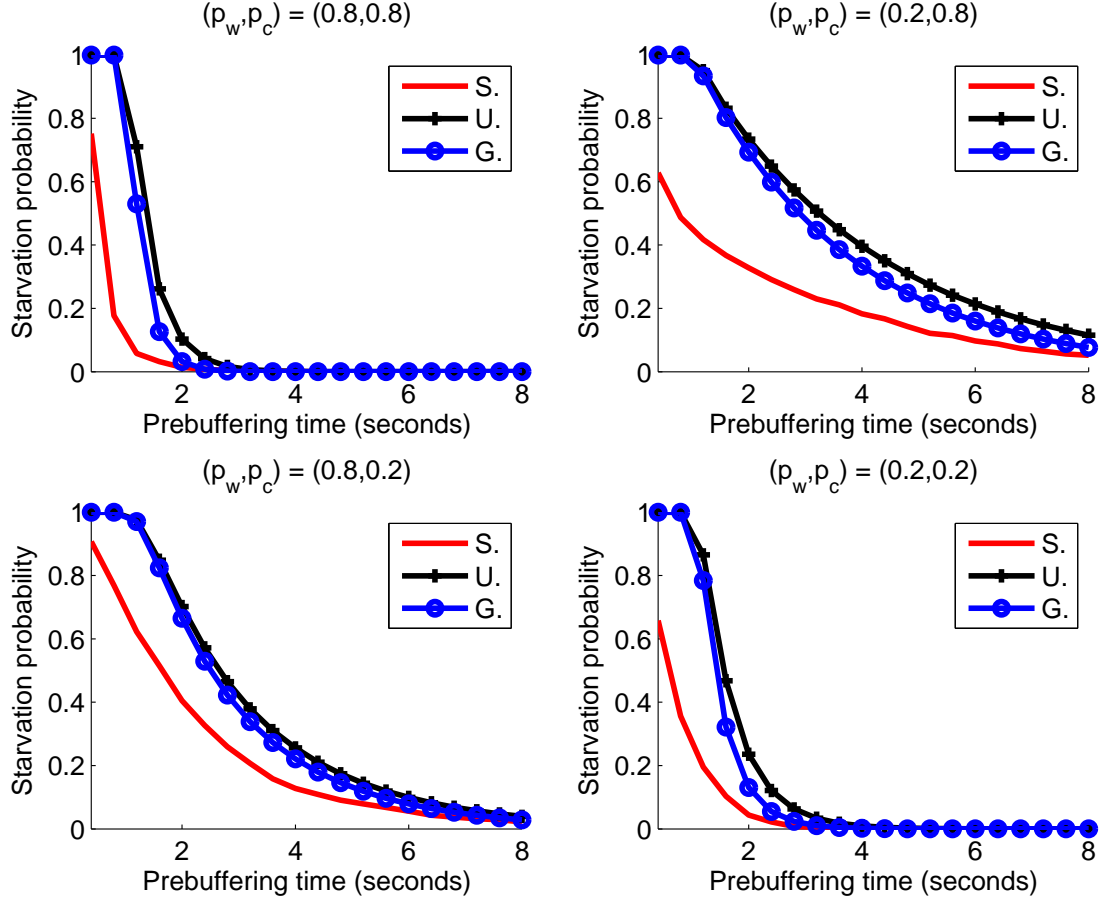 (p_w,p_c) = (0.8,0.8)
1
0.8
0.6
0.4
0.2
0
Starvation probability
S.
U.
G.
2 4 6 8
Prebuffering time (seconds)
(p_w,p_c) = (0.2,0.8)
1
0.8
0.6
0.4
0.2
0
Starvation probability
S.
U.
G.
2 4 6 8
Prebuffering time (seconds)
(p_w,p_c) = (0.8,0.2)
1
0.8
0.6
0.4
0.2
0
Starvation probability
S.
U.
G.
2 4 6 8
Prebuffering time (seconds)
(p_w,p_c) = (0.2,0.2)
1
0.8
0.6
0.4
0.2
0
Starvation probability
S.
U.
G.
2 4 6 8
Prebuffering time (seconds)